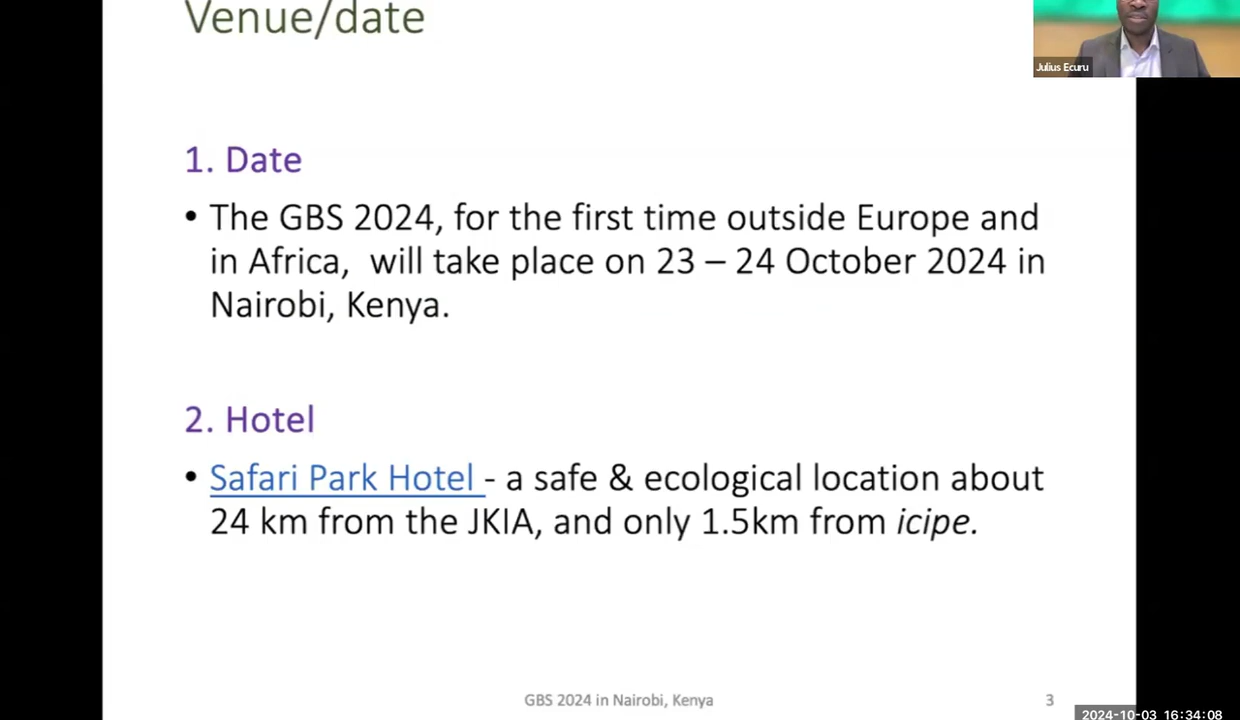 Venue/date
Julius Ecuru
1. Date
• The GBS 2024, for the first time outside Europe and
in Africa, will take place on 23 – 24 October 2024 in
Nairobi, Kenya.
2. Hotel
• Safari Park Hotel - a safe & ecological location about
24 km from the JKIA, and only 1.5km from icipe.
GBS 2024 in Nairobi, Kenya
3
2024-10-03 16:34:08